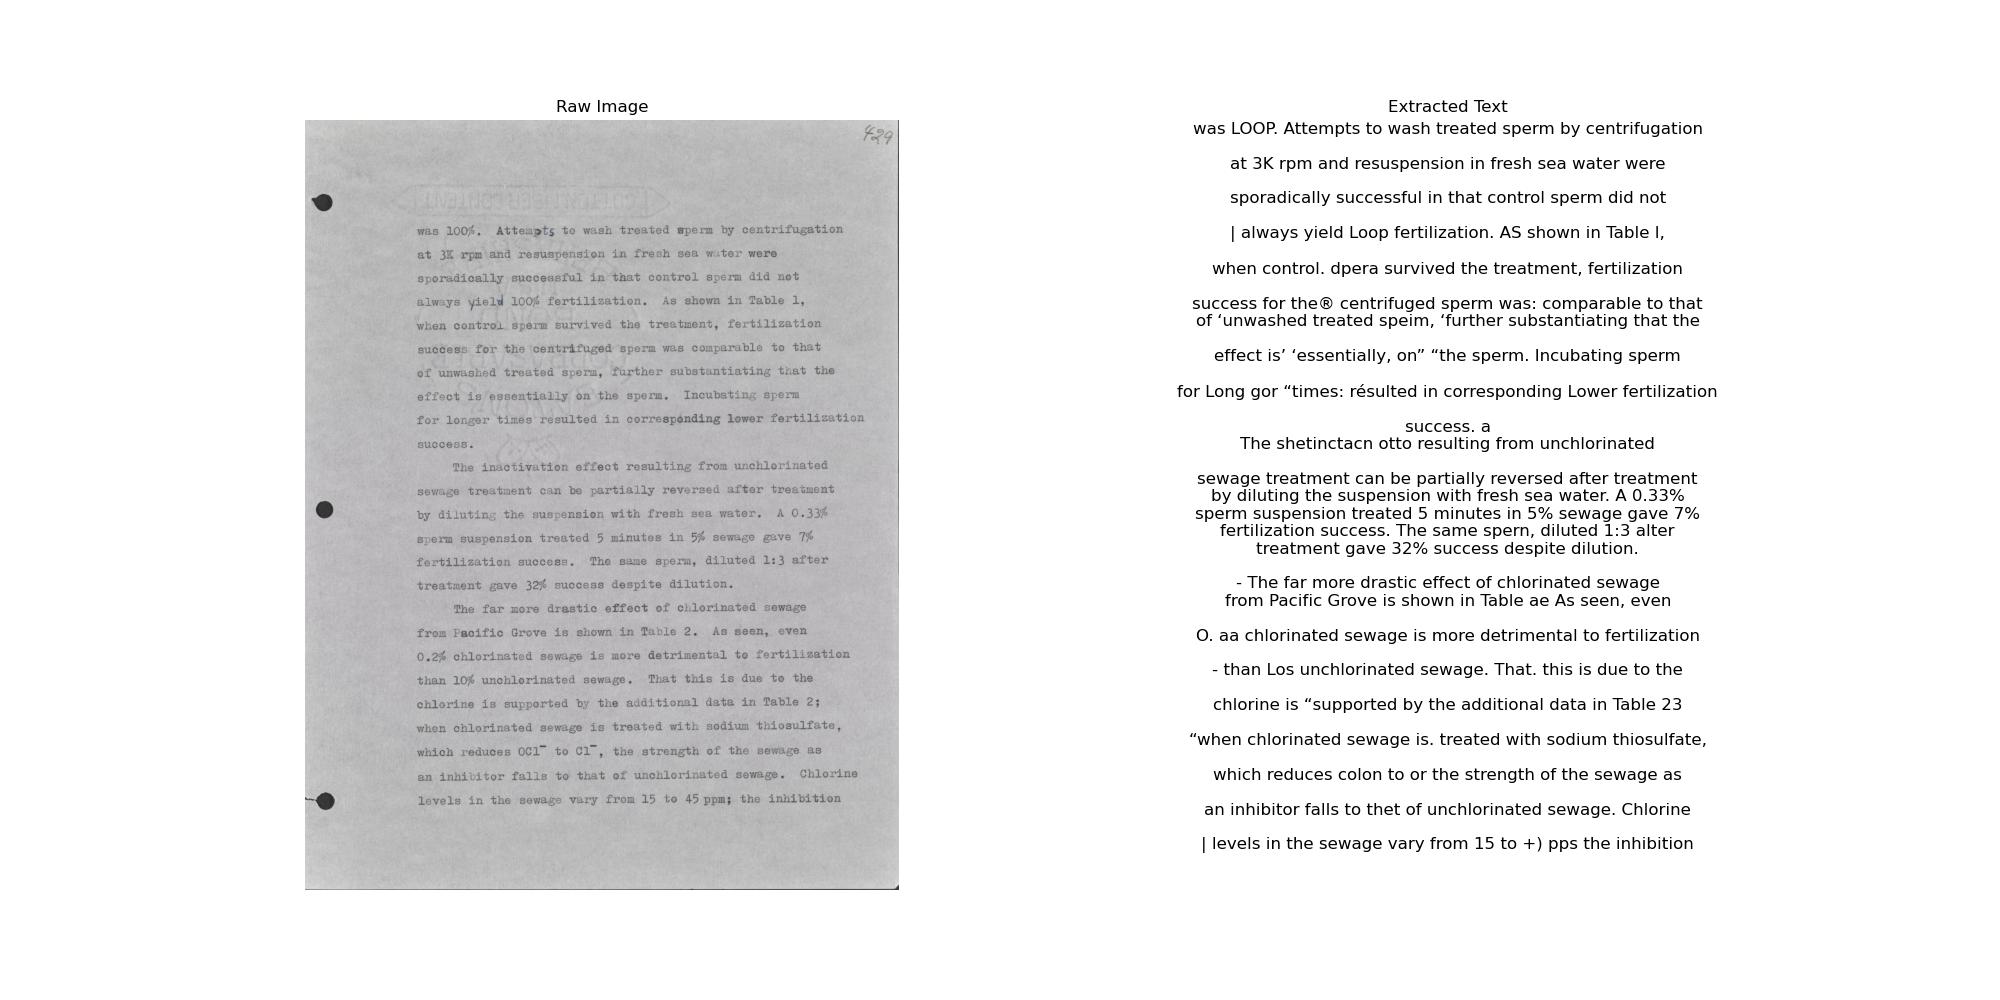 Raw Image
429
was 100%. Attempts to wash treated sperm by centrifugation
at 3K rpm and resuspension in fresh sea water were
sporadically successful in that control sperm did not
always yield 100% fertilization. As shown in Table 1,
when control sperm survived the treatment, fertilization
success for the centrifuged sperm was comparable to that
of unwashed treated sperm, further substantiating that the
effect is essentially on the sperm. Incubating sperm
for longer times resulted in corresponding lower fertilization
success.
The inactivation effect resulting from unchlorinated
sewage treatment can be partially reversed after treatment
by diluting the suspension with fresh sea water. A 0.33%
sperm suspension treated 5 minutes in 5% sewage gave 7%
fertilization success. The same sperm, diluted 1:3 after
treatment gave 32% success despite dilution.
The far more drastic effect of chlorinated sewage
from Pacific Grove is shown in Table 2. As seen, even
0.2% chlorinated sewage is more detrimental to fertilization
than 10% unchlorinated sewage. That this is due to the
chlorine is supported by the additional data in Table 2;
when chlorinated sewage is treated with sodium thiosulfate,
which reduces OCl⁻ to Cl⁻, the strength of the sewage as
an inhibitor falls to that of unchlorinated sewage. Chlorine
levels in the sewage vary from 15 to 45 ppm; the inhibition
Extracted Text
was LOOP. Attempts to wash treated sperm by centrifugation
at 3K rpm and resuspension in fresh sea water were
sporadically successful in that control sperm did not
| always yield Loop fertilization. AS shown in Table l,
when control. dpera survived the treatment, fertilization
success for the® centrifuged sperm was: comparable to that
of ‘unwashed treated speim, ‘further substantiating that the
effect is’ ‘essentially, on” “the sperm. Incubating sperm
for Long gor “times: résulted in corresponding Lower fertilization
success. a
The shetinctacn otto resulting from unchlorinated
sewage treatment can be partially reversed after treatment
by diluting the suspension with fresh sea water. A 0.33%
sperm suspension treated 5 minutes in 5% sewage gave 7%
fertilization success. The same spern, diluted 1:3 alter
treatment gave 32% success despite dilution.
- The far more drastic effect of chlorinated sewage
from Pacific Grove is shown in Table ae As seen, even
O. aa chlorinated sewage is more detrimental to fertilization
- than Los unchlorinated sewage. That. this is due to the
chlorine is “supported by the additional data in Table 23
“when chlorinated sewage is. treated with sodium thiosulfate,
which reduces colon to or the strength of the sewage as
an inhibitor falls to thet of unchlorinated sewage. Chlorine
| levels in the sewage vary from 15 to +) pps the inhibition